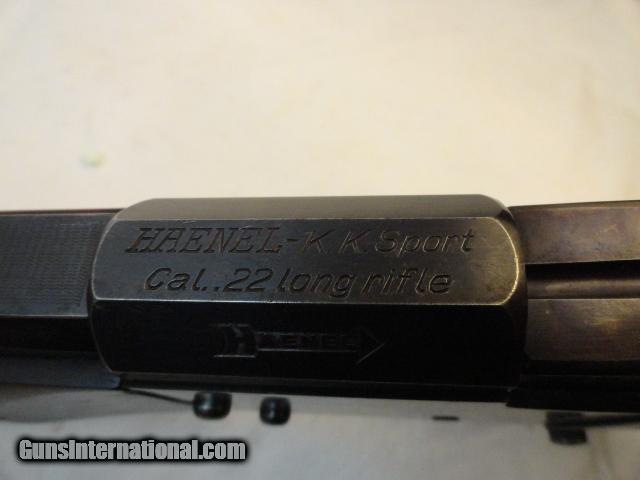 HAENEL-K.K.Sport
Cal..22 long rifle
HAENEL
GunsInternational.com